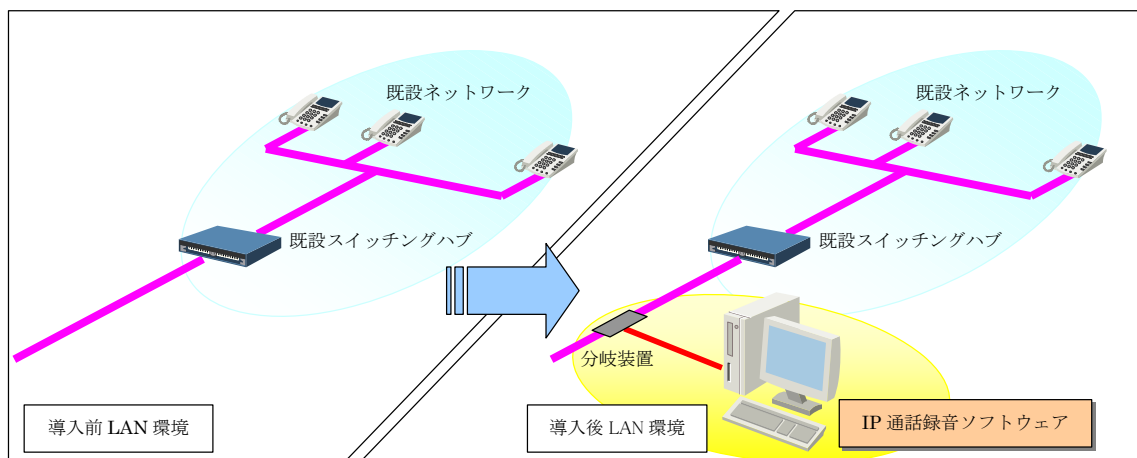 既設ネットワーク
既設スイッチングハブ
導入前 LAN 環境
既設ネットワーク
既設スイッチングハブ
分岐装置
導入後 LAN 環境
IP 通話録音ソフトウェア